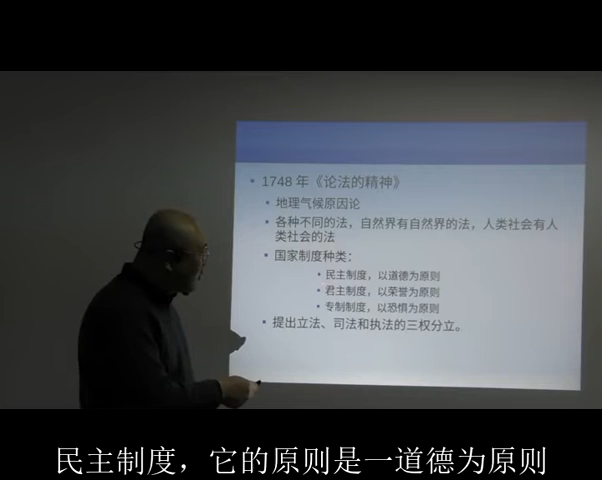 1748 年《论法的精神》
地理气候原因论
各种不同的法，自然界有自然界的法，人类社会有人
类社会的法
国家制度种类：
民主制度，以道德为原则
君主制度，以荣誉为原则
专制制度，以恐惧为原则
提出立法、司法和执法的三权分立。
民主制度，它的原则是一道德为原则